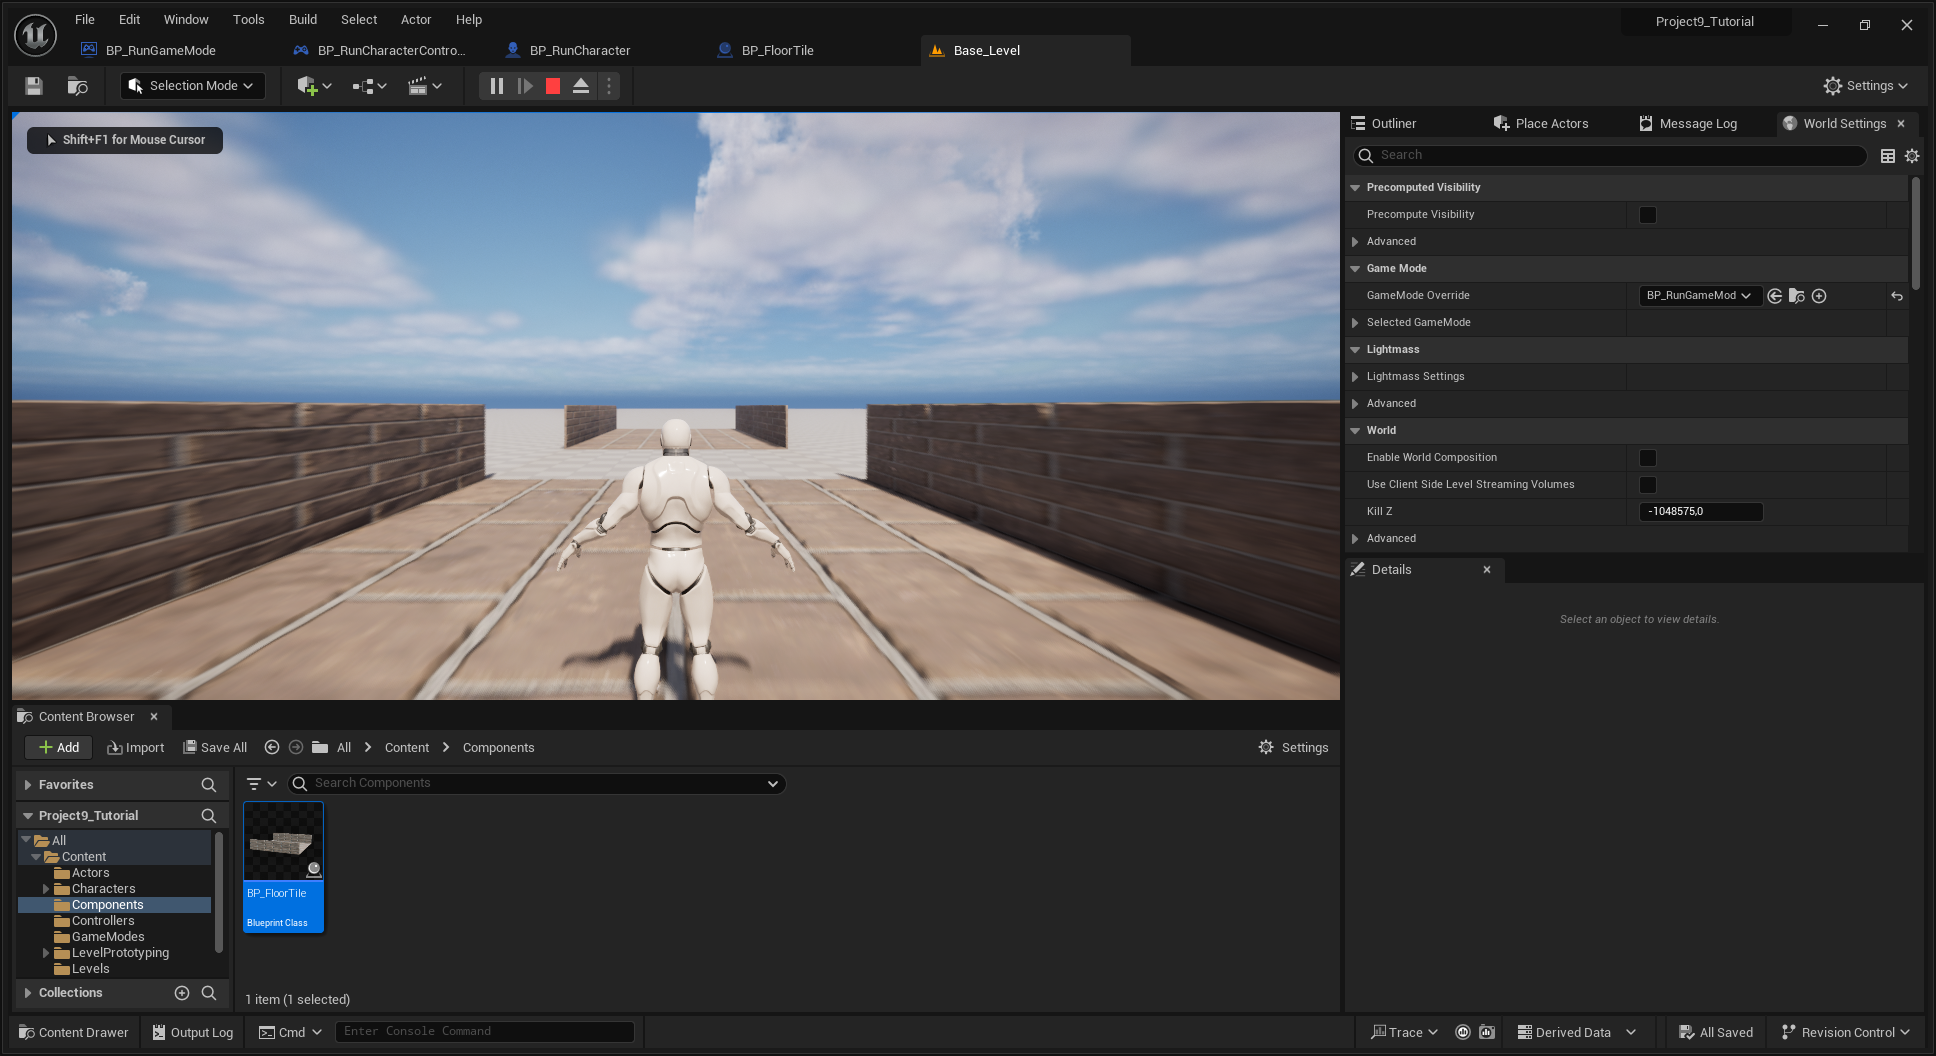 File Edit Window Tools Build Select Actor Help
Project9_Tutorial
BP_RunGameMode
BP_RunCharacterContro...
BP_RunCharacter
BP_FloorTile
Base_Level
Selection Mode
Settings
Shift+F1 for Mouse Cursor
Outliner
Place Actors
Message Log
World Settings
Search
Precomputed Visibility
Precompute Visibility
Advanced
Game Mode
GameMode Override
BP_RunGameMod
Selected GameMode
Lightmass
Lightmass Settings
Advanced
World
Enable World Composition
Use Client Side Level Streaming Volumes
Kill Z
-1048575,0
Advanced
Details
Select an object to view details.
Content Browser
Add
Import
Save All
All
Content
Components
Settings
Favorites
Search Components
Project9_Tutorial
All
Content
Actors
Characters
Components
Controllers
GameModes
LevelPrototyping
Levels
Collections
BP_FloorTile
Blueprint Class
1 item (1 selected)
Content Drawer
Output Log
Cmd
Enter Console Command
Trace
Derived Data
All Saved
Revision Control